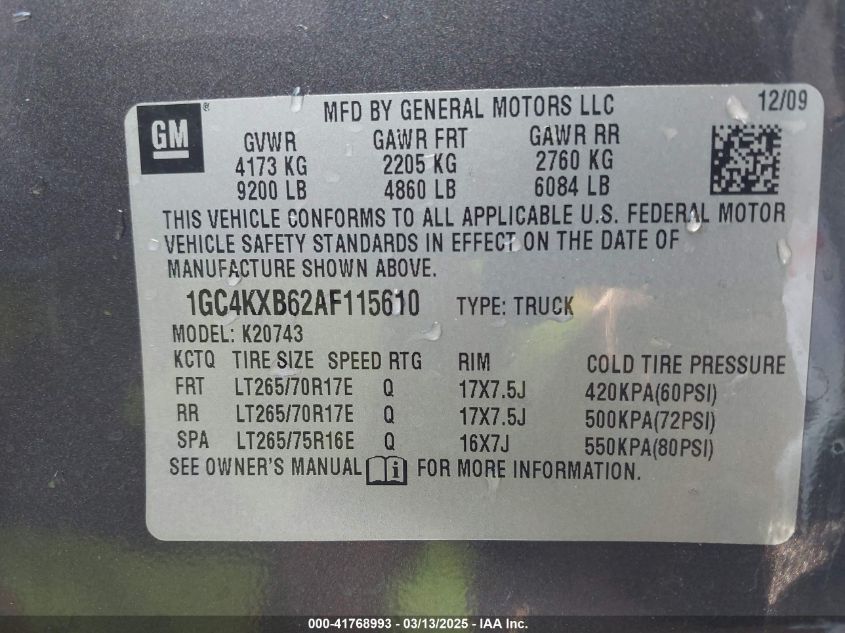 MFD BY GENERAL MOTORS LLC 12/09
GM®
GVWR GAWR FRT GAWR RR
4173 KG 2205 KG 2760 KG
9200 LB 4860 LB 6084 LB
THIS VEHICLE CONFORMS TO ALL APPLICABLE U.S. FEDERAL MOTOR
VEHICLE SAFETY STANDARDS IN EFFECT ON THE DATE OF
MANUFACTURE SHOWN ABOVE.
1GC4KXB62AF115610 TYPE: TRUCK
MODEL: K20743
KCTQ TIRE SIZE SPEED RTG RIM COLD TIRE PRESSURE
FRT LT265/70R17E Q 17X7.5J 420KPA(60PSI)
RR LT265/70R17E Q 17X7.5J 500KPA(72PSI)
SPA LT265/75R16E Q 16X7J 550KPA(80PSI)
SEE OWNER'S MANUAL i FOR MORE INFORMATION.
000-41768993 — 03/13/2025 — IAA Inc.